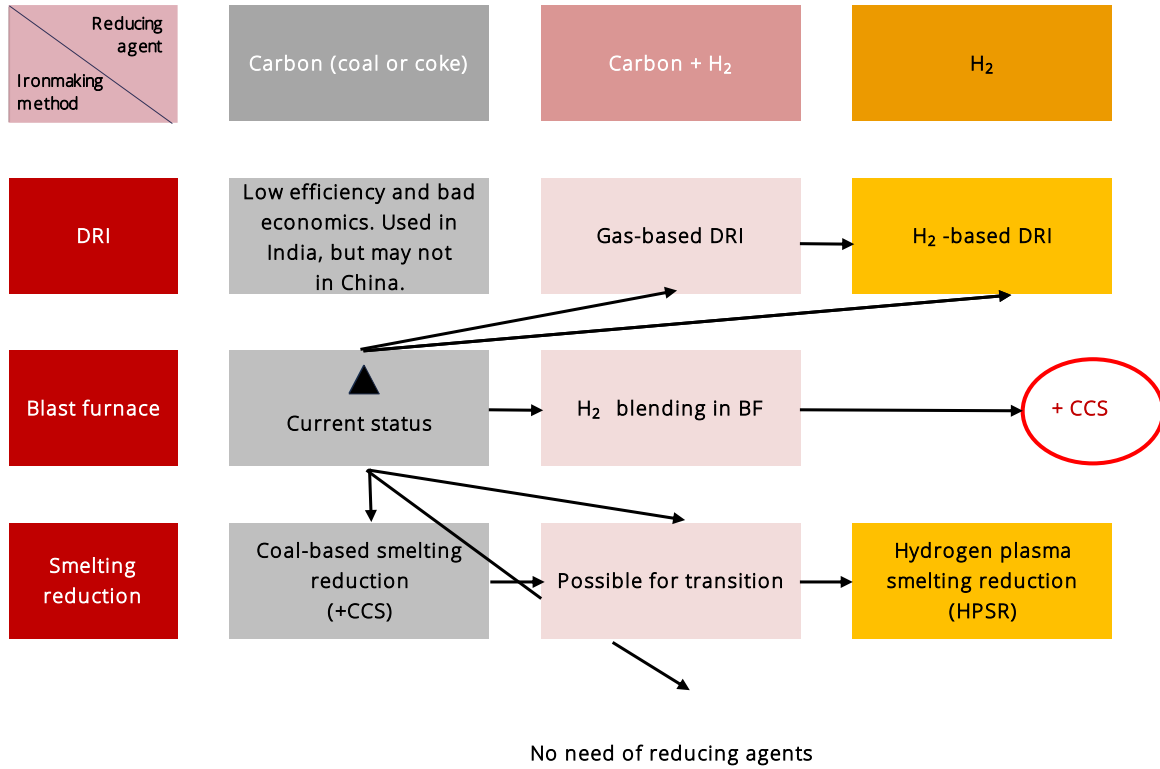 Reducing
agent
Ironmaking
method
Carbon (coal or coke)
Carbon + H₂
H₂
DRI
Low efficiency and bad
economics. Used in
India, but may not
in China.
Gas-based DRI
H₂ -based DRI
Blast furnace
Current status
H₂ blending in BF
+ CCS
Smelting
reduction
Coal-based smelting
reduction
(+CCS)
Possible for transition
Hydrogen plasma
smelting reduction
(HPSR)
No need of reducing agents